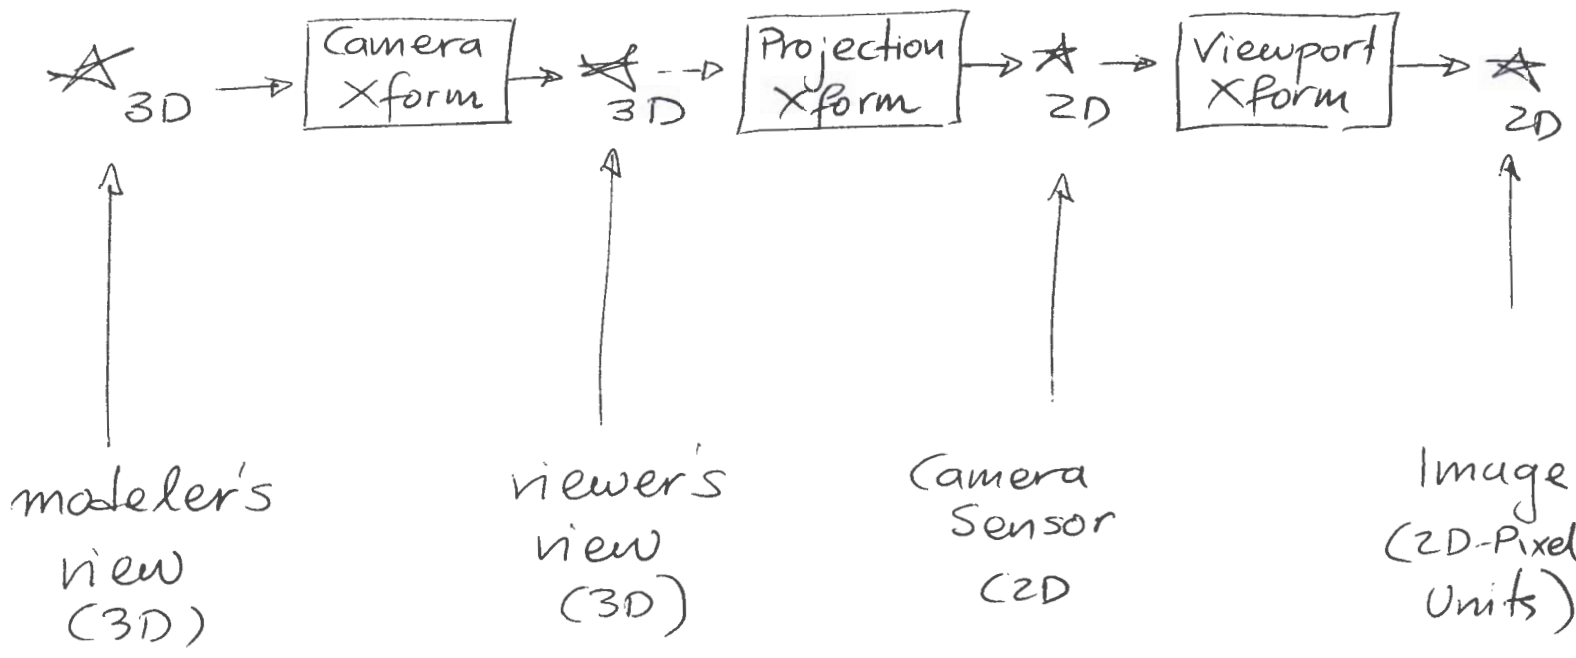 Camera
Xform
3D
3D
Projection
Xform
2D
Viewport
Xform
2D
modeler's
view
(3D)
viewer's
view
(3D)
Camera
Sensor
(2D
Image
(2D-Pixel
Units)